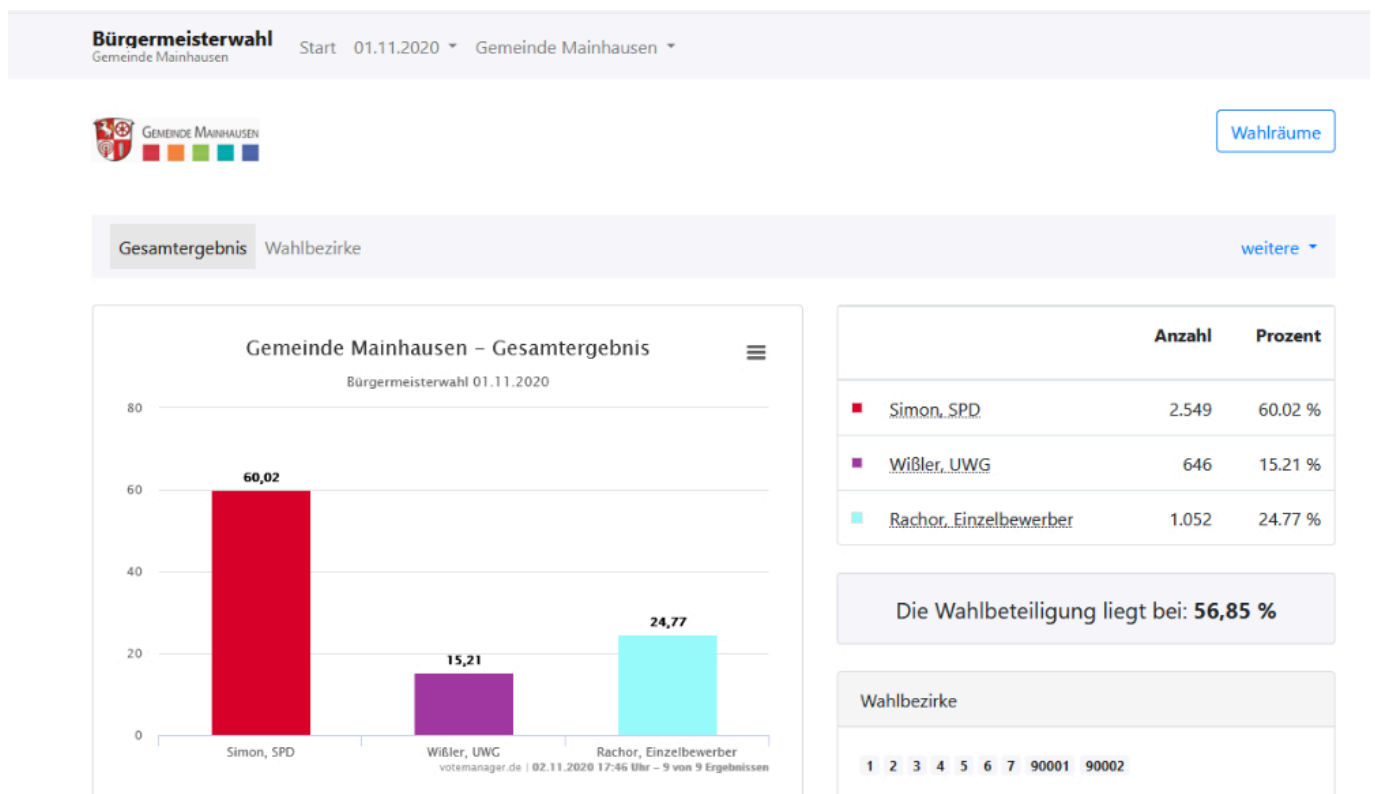 Bürgermeisterwahl
Gemeinde Mainhausen
Start 01.11.2020 Gemeinde Mainhausen
GEMEINDE MAINHAUSEN
Wahlräume
Gesamtergebnis Wahlbezirke weitere
Gemeinde Mainhausen – Gesamtergebnis
Bürgermeisterwahl 01.11.2020
80
60
40
20
0
60,02
15,21
24,77
Simon, SPD Wißler, UWG Rachor, Einzelbewerber
votemanager.de | 02.11.2020 17:46 Uhr – 9 von 9 Ergebnissen
Anzahl Prozent
Simon, SPD 2.549 60.02 %
Wißler, UWG 646 15.21 %
Rachor, Einzelbewerber 1.052 24.77 %
Die Wahlbeteiligung liegt bei: 56,85 %
Wahlbezirke
1 2 3 4 5 6 7 90001 90002